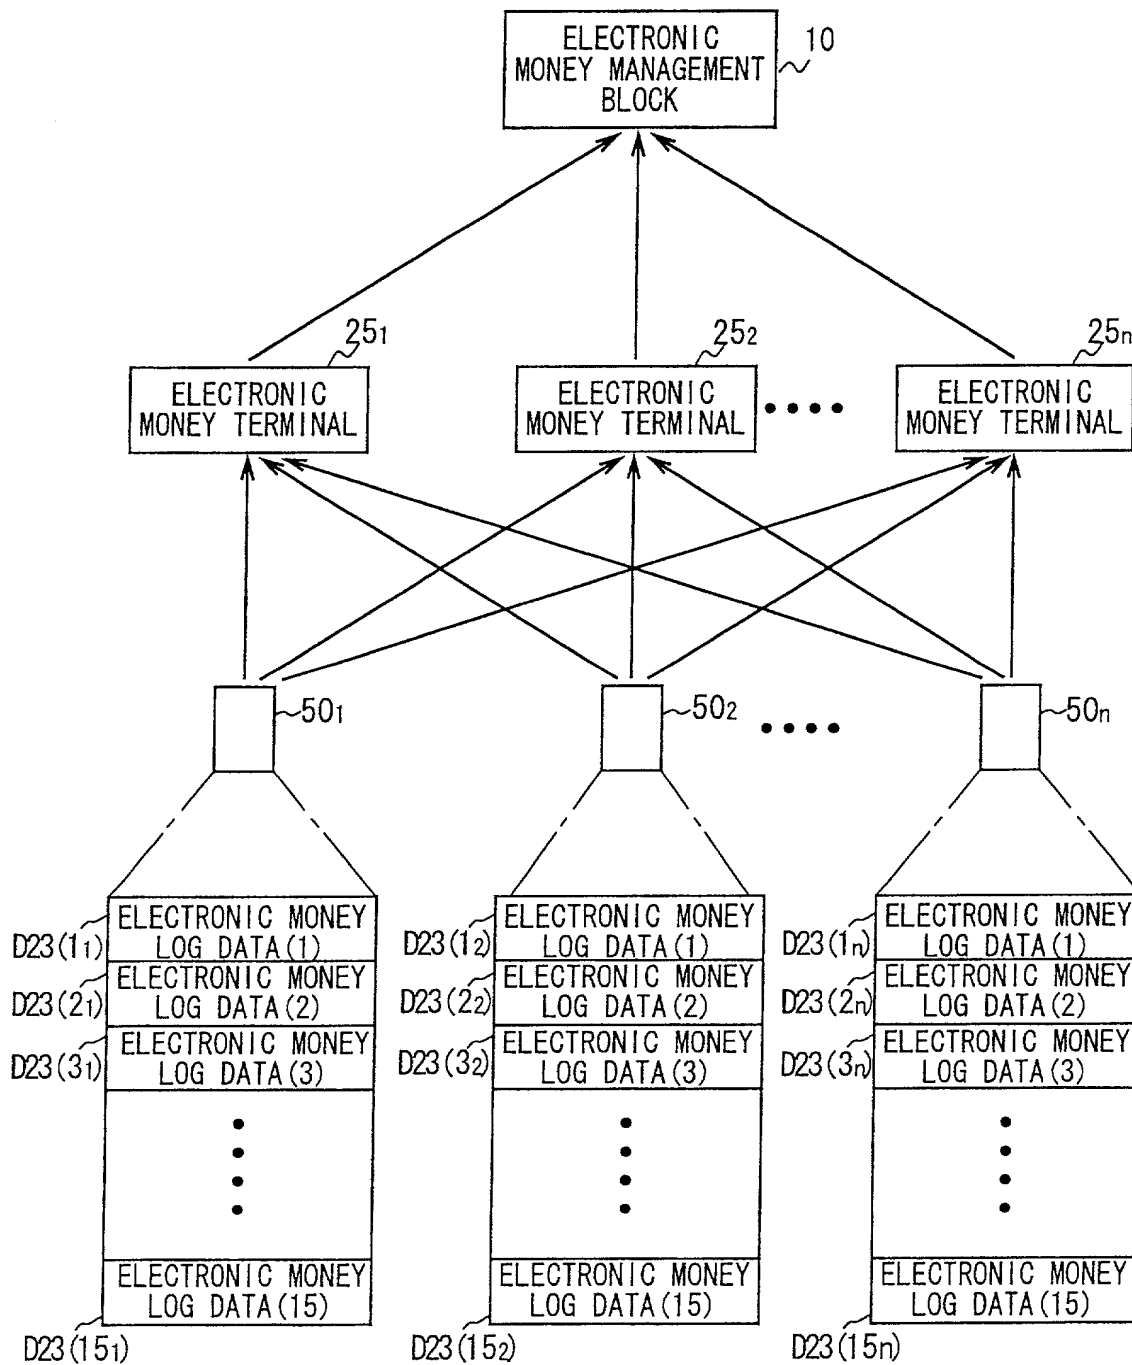 ELECTRONIC
MONEY MANAGEMENT
BLOCK
10
25₁
ELECTRONIC
MONEY TERMINAL
25₂
ELECTRONIC
MONEY TERMINAL
25n
ELECTRONIC
MONEY TERMINAL
50₁
50₂
50n
ELECTRONIC MONEY
LOG DATA(1)
D23(1₁)
ELECTRONIC MONEY
LOG DATA(2)
D23(2₁)
ELECTRONIC MONEY
LOG DATA(3)
D23(3₁)
ELECTRONIC MONEY
LOG DATA(15)
D23(15₁)
ELECTRONIC MONEY
LOG DATA(1)
D23(1₂)
ELECTRONIC MONEY
LOG DATA(2)
D23(2₂)
ELECTRONIC MONEY
LOG DATA(3)
D23(3₂)
ELECTRONIC MONEY
LOG DATA(15)
D23(15₂)
ELECTRONIC MONEY
LOG DATA(1)
D23(1n)
ELECTRONIC MONEY
LOG DATA(2)
D23(2n)
ELECTRONIC MONEY
LOG DATA(3)
D23(3n)
ELECTRONIC MONEY
LOG DATA(15)
D23(15n)